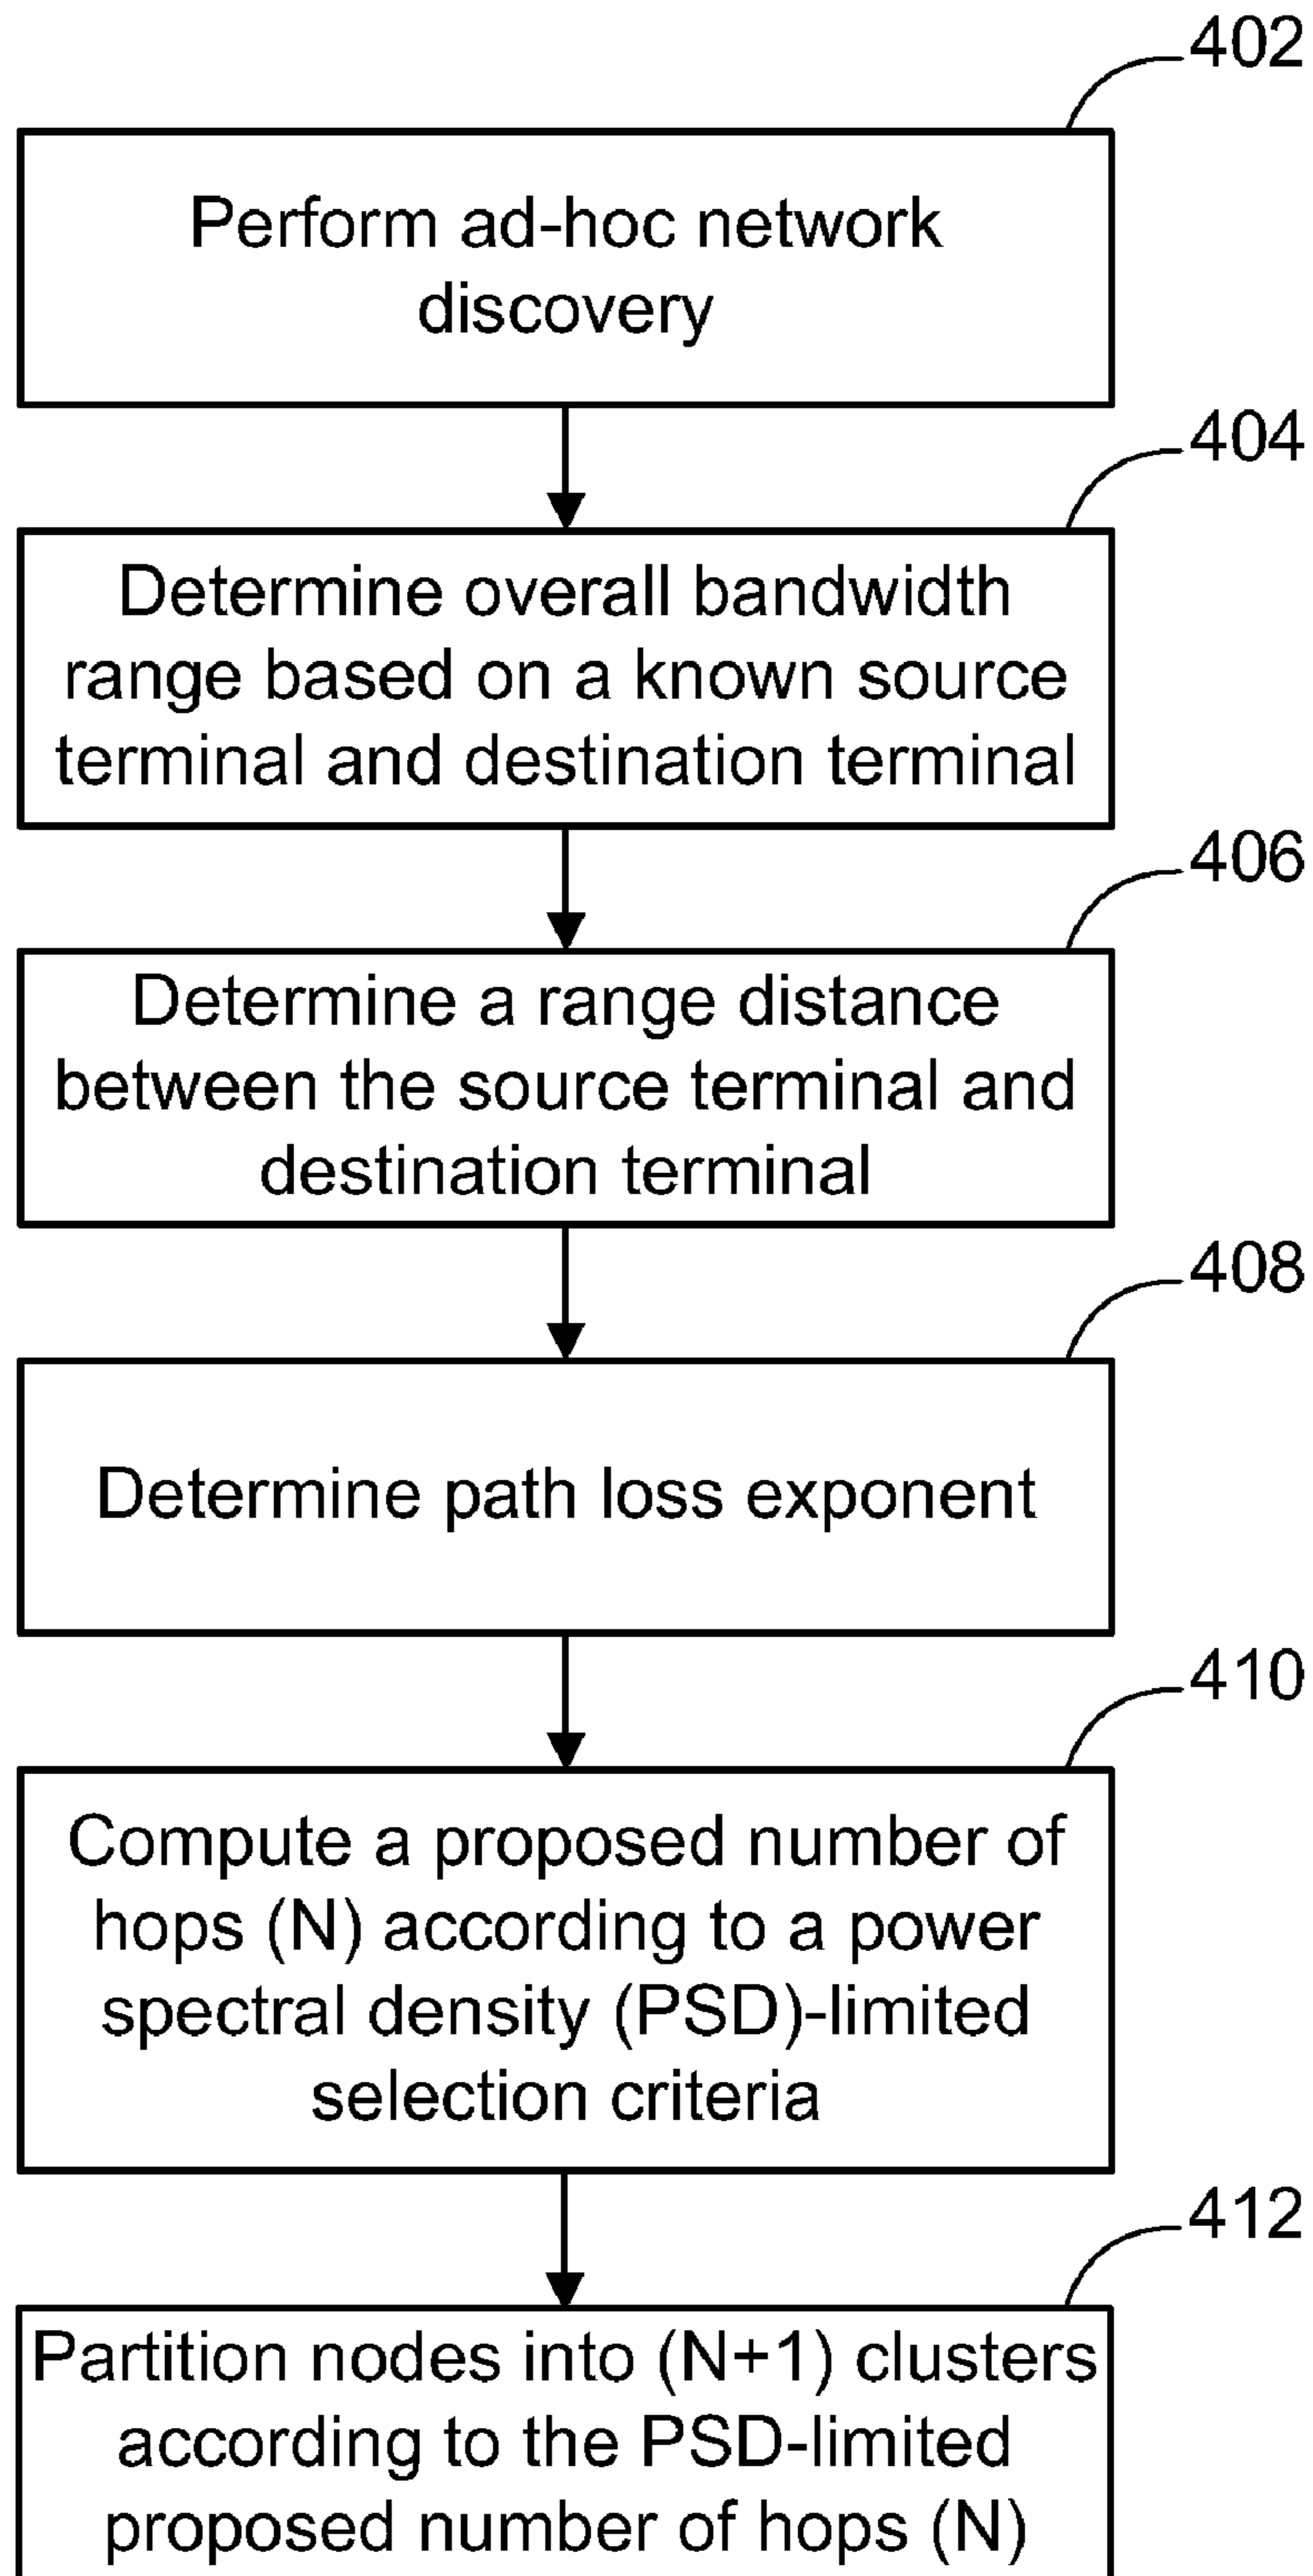 402
Perform ad-hoc network
discovery
404
Determine overall bandwidth
range based on a known source
terminal and destination terminal
406
Determine a range distance
between the source terminal and
destination terminal
408
Determine path loss exponent
410
Compute a proposed number of
hops (N) according to a power
spectral density (PSD)-limited
selection criteria
412
Partition nodes into (N+1) clusters
according to the PSD-limited
proposed number of hops (N)